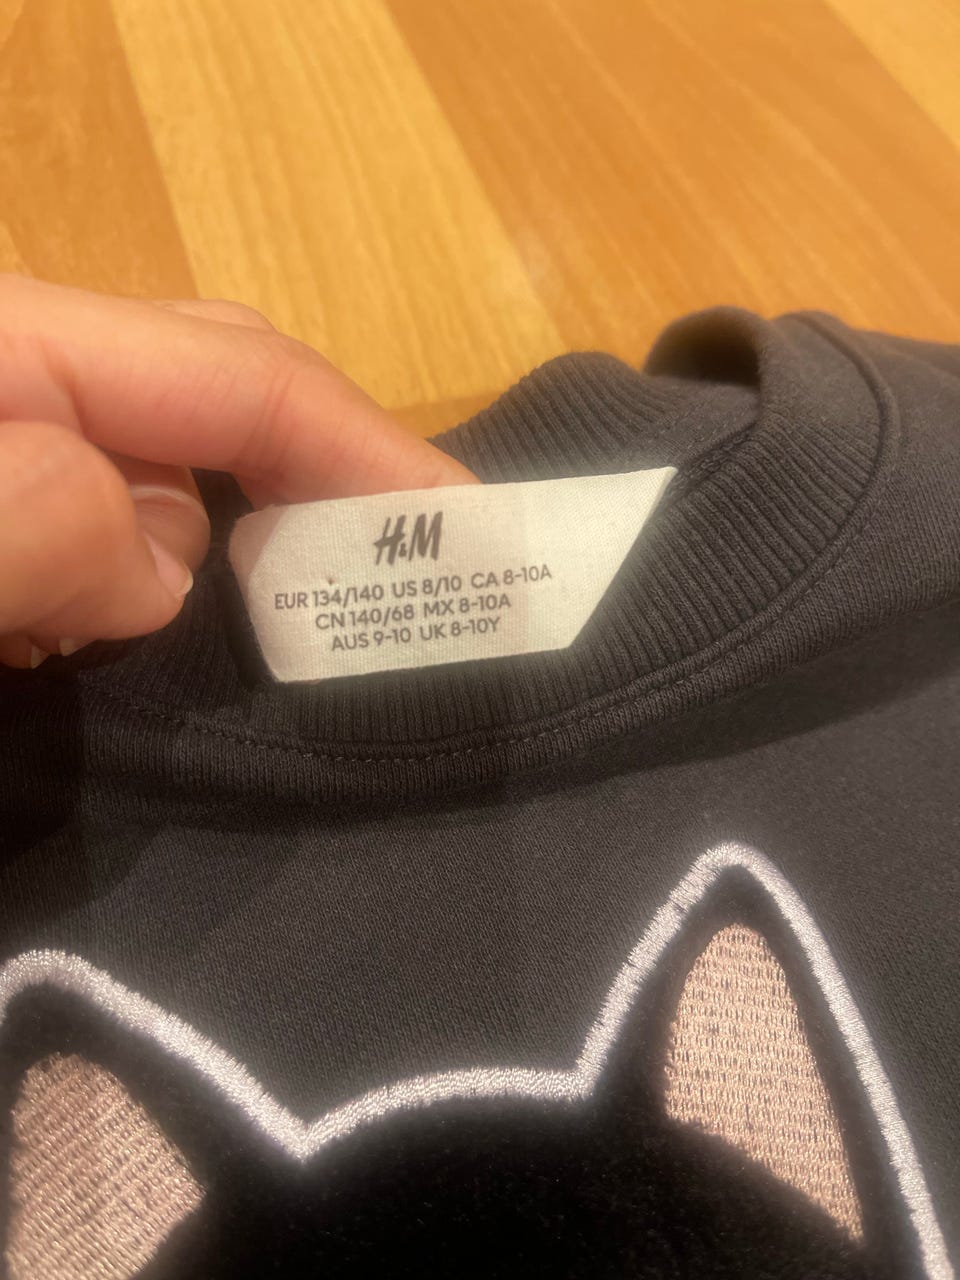 H&M
EUR 134/140 US 8/10 CA 8-10A
CN 140/68 MX 8-10A
AUS 9-10 UK 8-10Y